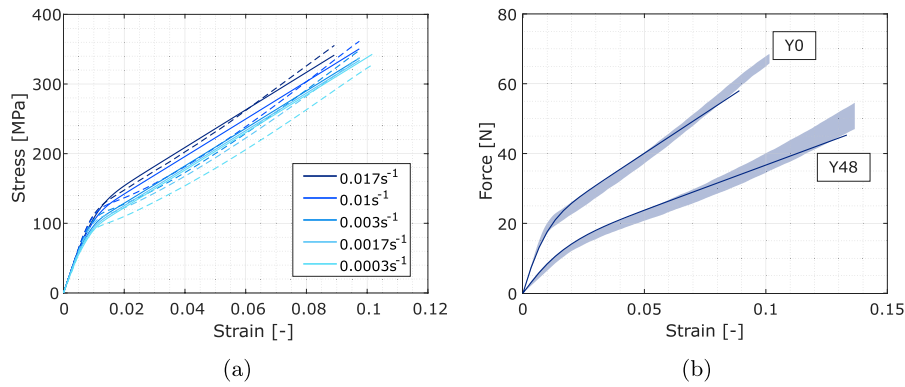 400
300
200
100
0
Stress [MPa]
0 0.02 0.04 0.06 0.08 0.1 0.12
Strain [-]
0.017s⁻¹
0.01s⁻¹
0.003s⁻¹
0.0017s⁻¹
0.0003s⁻¹
(a)
80
60
40
20
0
Force [N]
0 0.05 0.1 0.15
Strain [-]
Y0
Y48
(b)